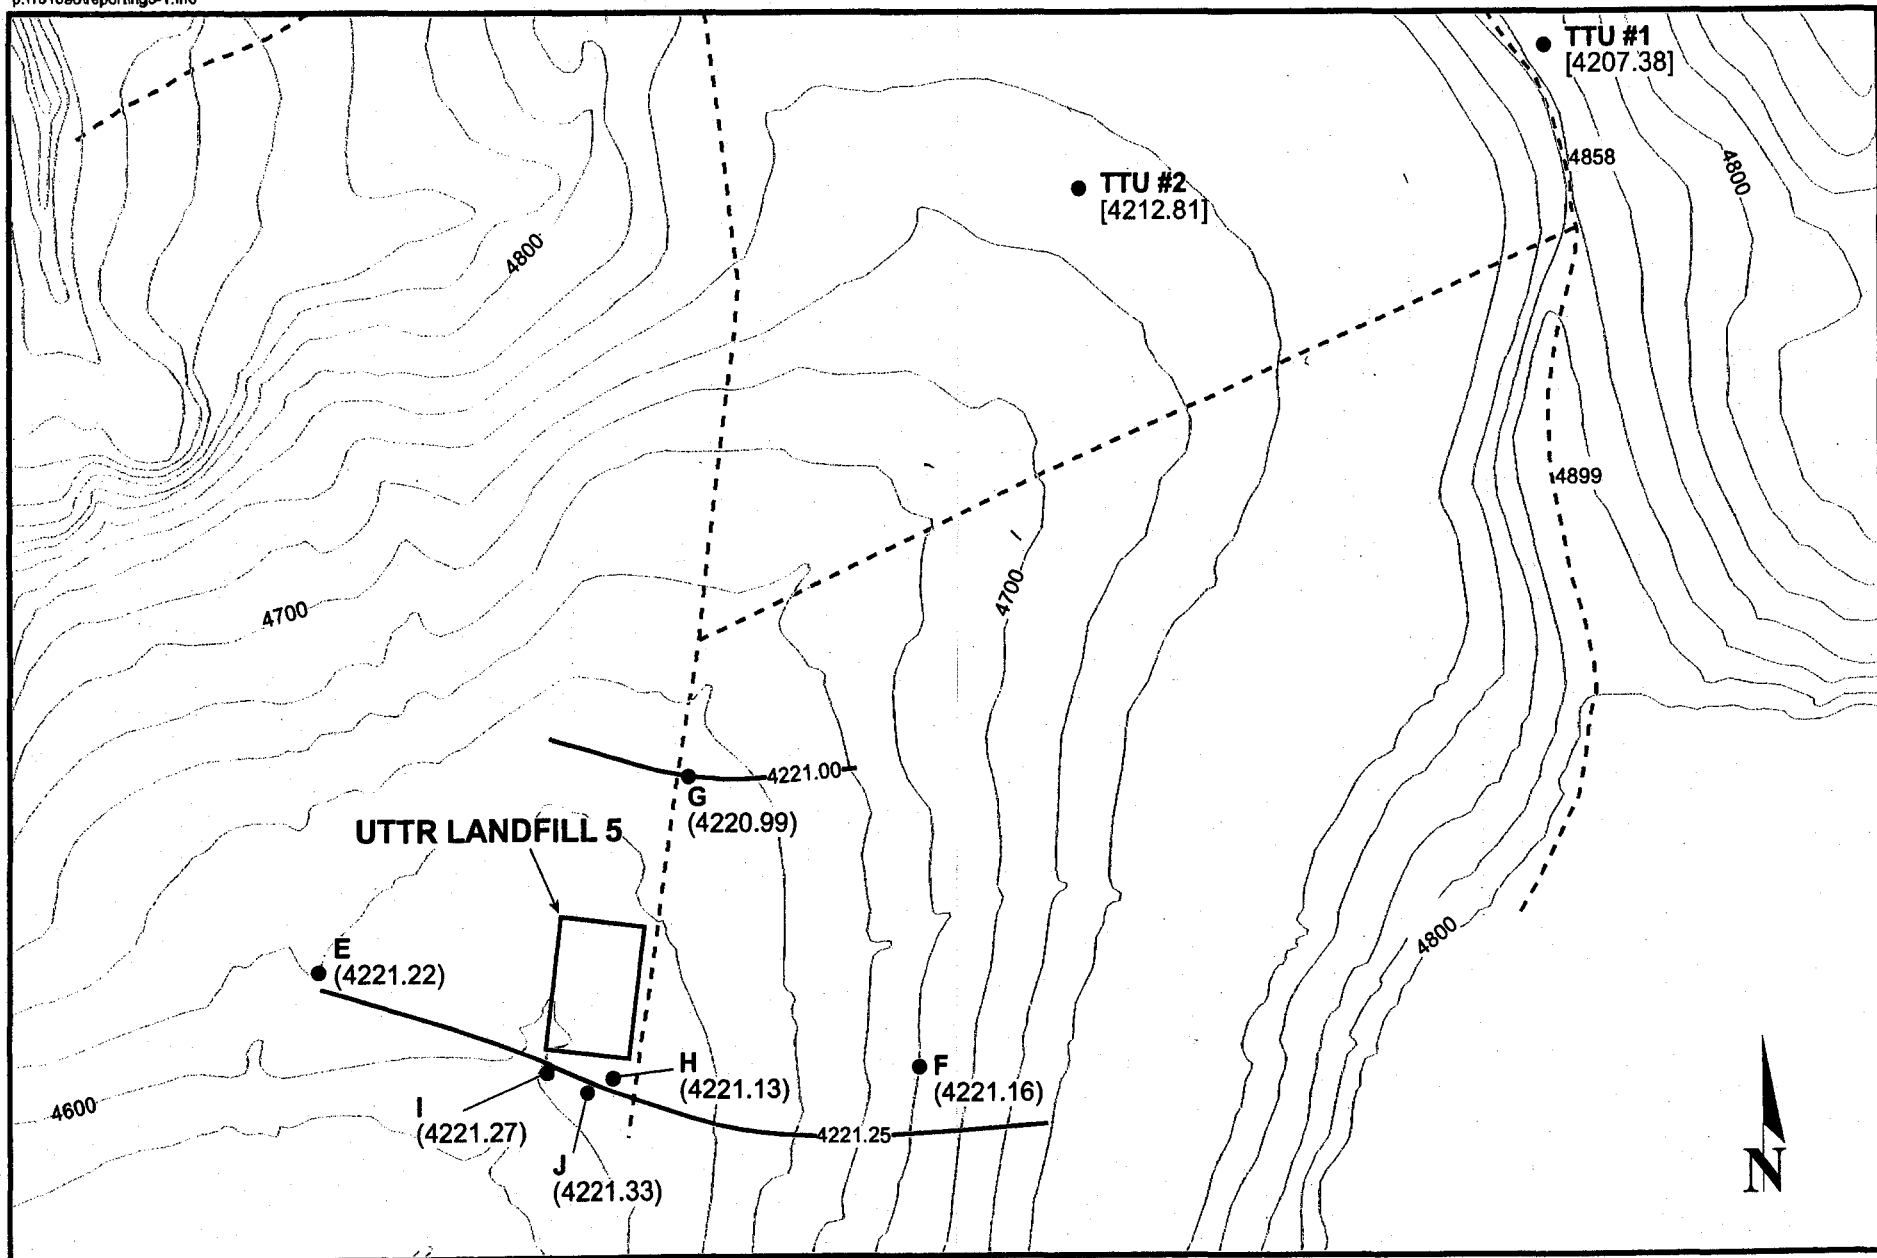 TTU #1
[4207.38]
4858
4800
TTU #2
[4212.81]
4800
4899
4700
4700
4221.00
G
(4220.99)
UTTR LANDFILL 5
E
(4221.22)
4800
H
(4221.13)
F
(4221.16)
4600
I
(4221.27)
4221.25
J
(4221.33)
N